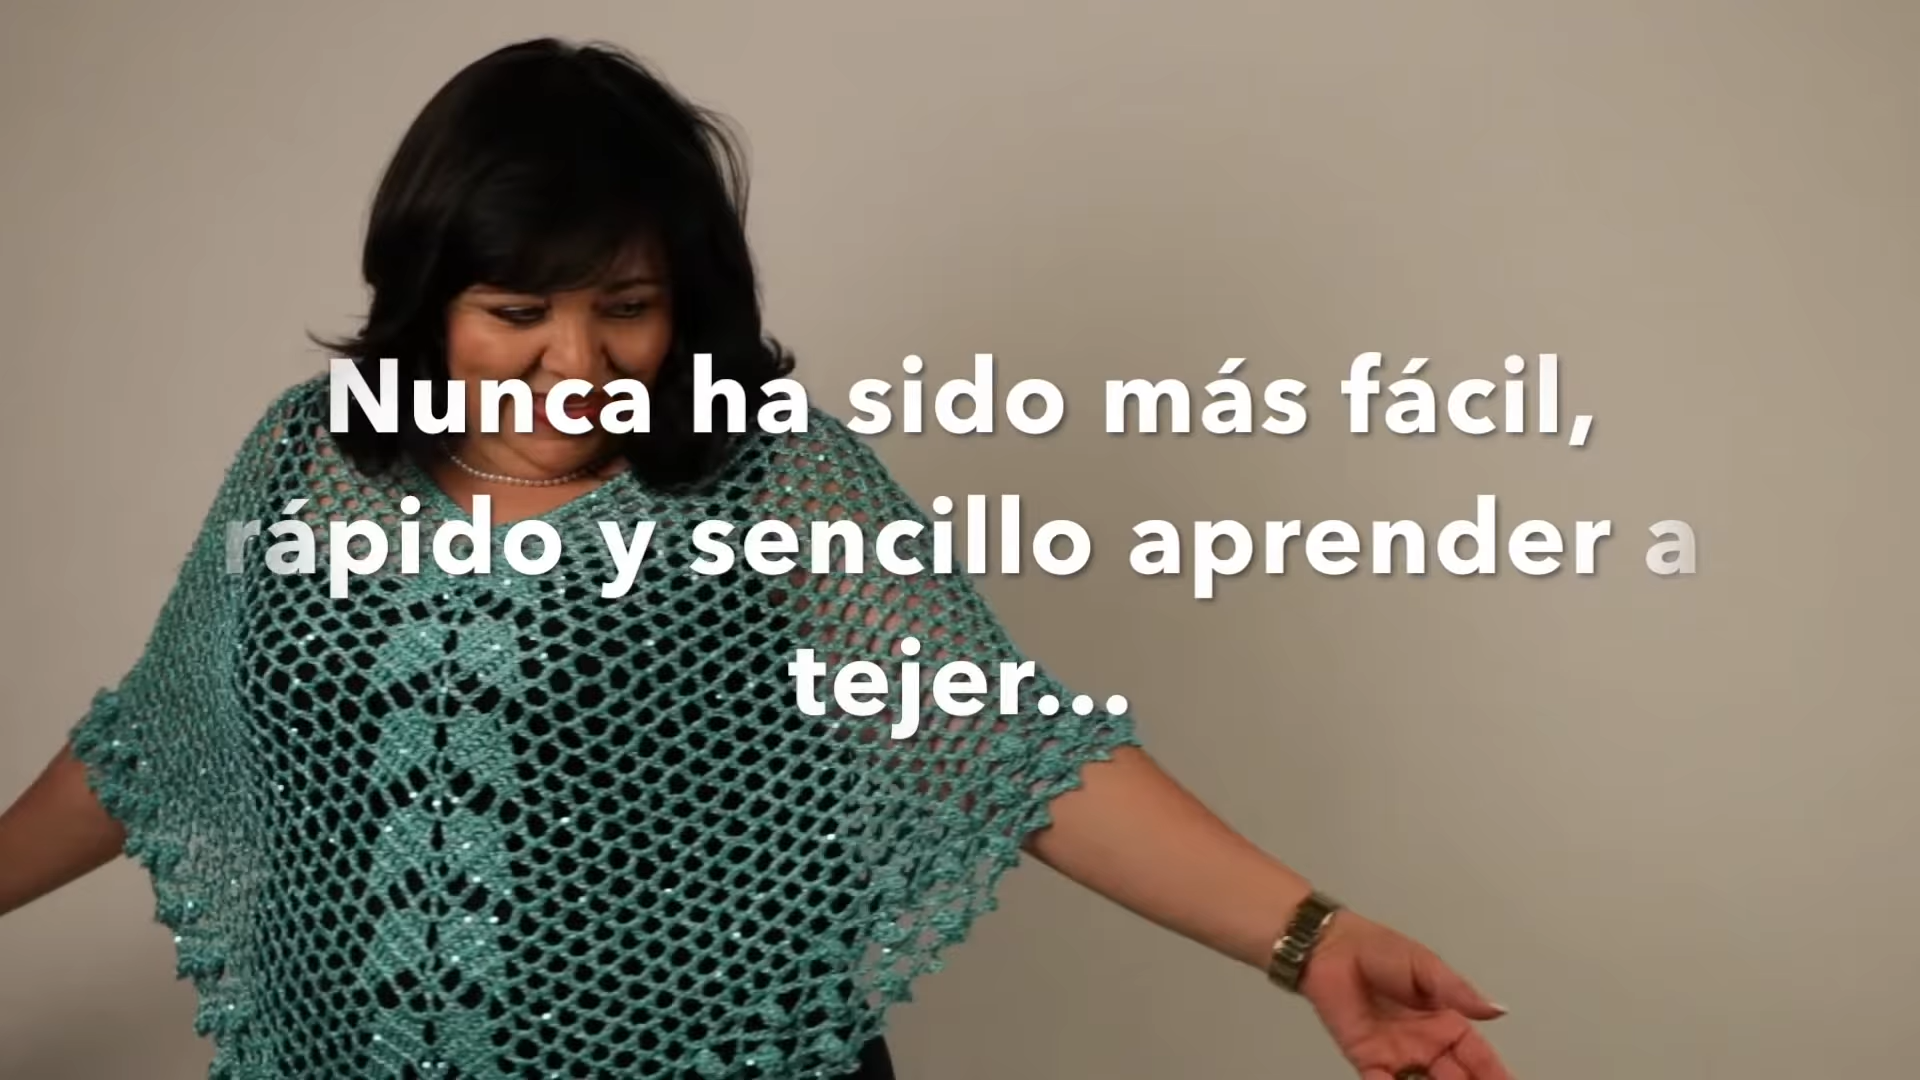 Nunca ha sido más fácil,
rápido y sencillo aprender a
tejer...